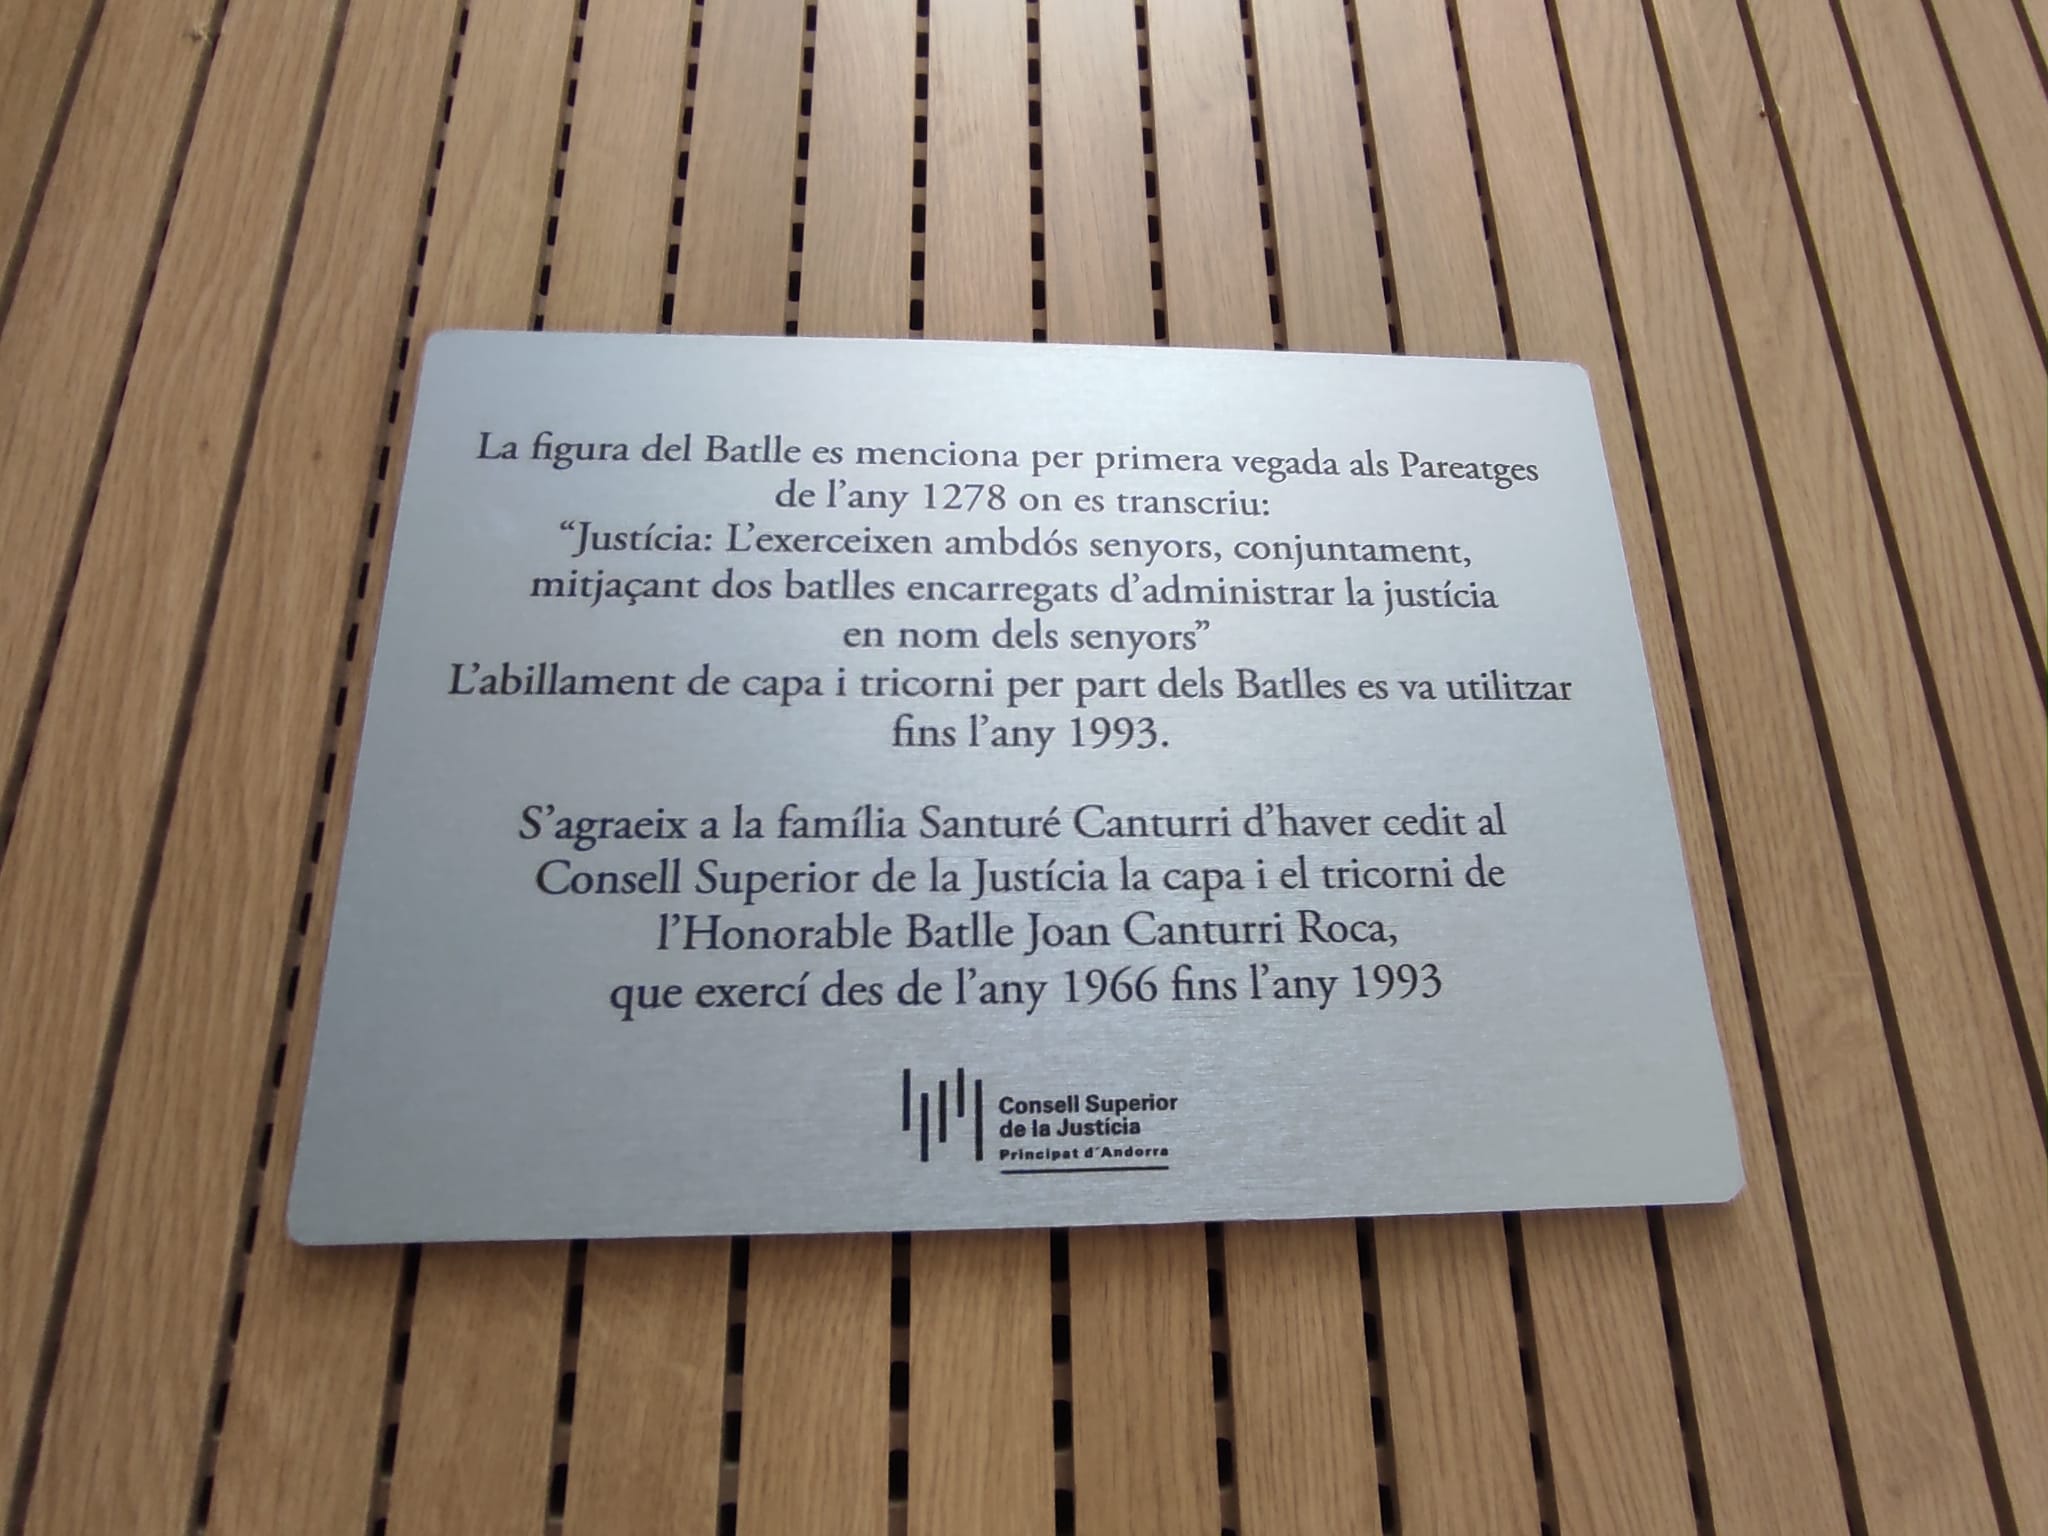 La figura del Batlle es menciona per primera vegada als Pareatges
de l’any 1278 on es transcriu:
“Justícia: L’exerceixen ambdós senyors, conjuntament,
mitjaçant dos batlles encarregats d’administrar la justícia
en nom dels senyors”
L’abillament de capa i tricorni per part dels Batlles es va utilitzar
fins l’any 1993.
S’agraeix a la família Santuré Canturri d’haver cedit al
Consell Superior de la Justícia la capa i el tricorni de
l’Honorable Batlle Joan Canturri Roca,
que exercí des de l’any 1966 fins l’any 1993
Consell Superior
de la Justícia
Principat d’Andorra